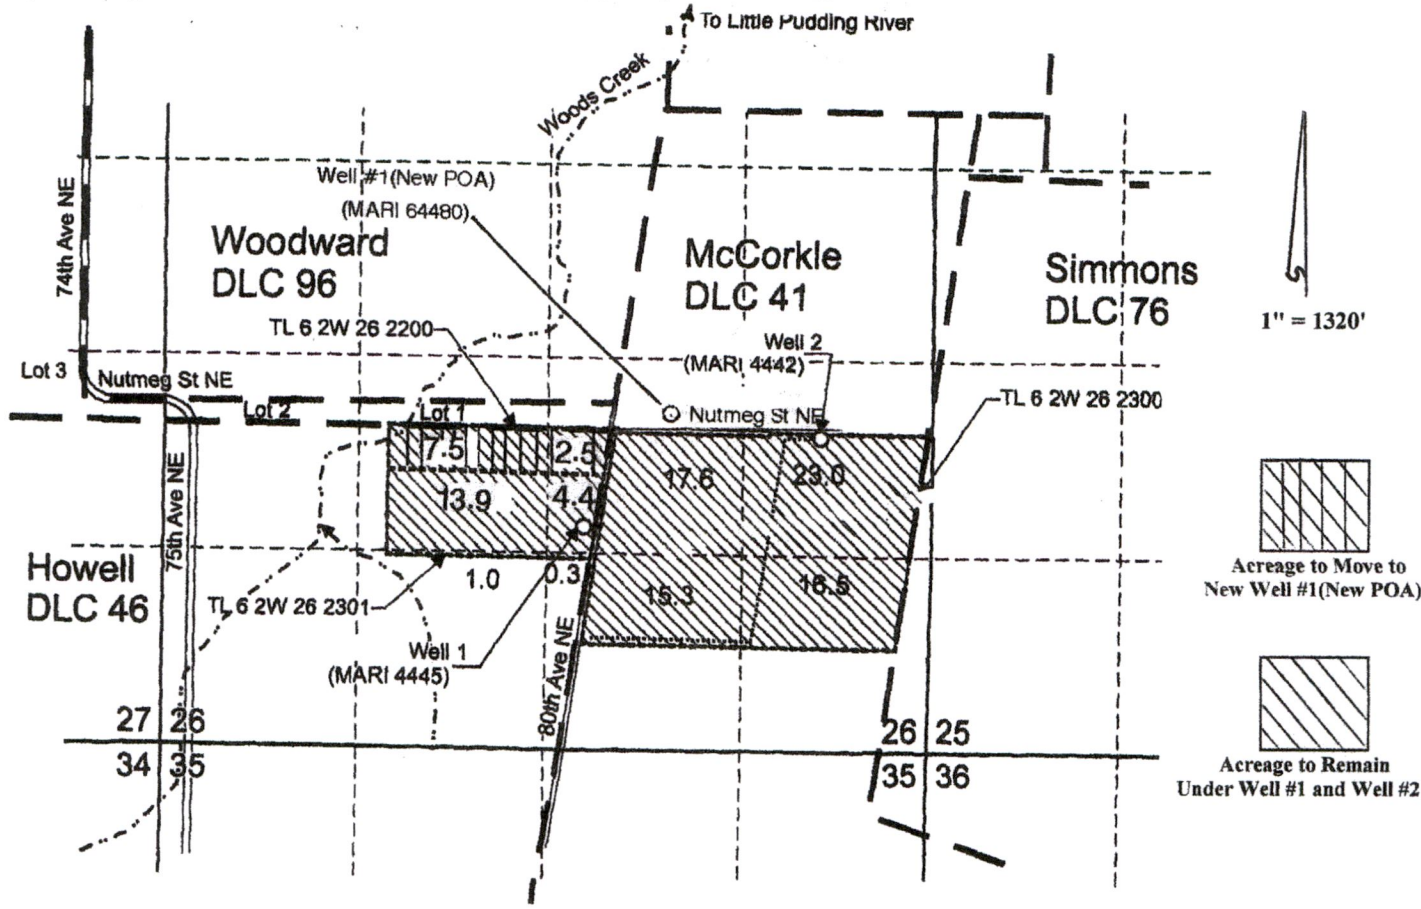 To Little Pudding River
Woods Creek
74th Ave NE
Well #1(New POA)
(MARI 64480)
Woodward
DLC 96
McCorkle
DLC 41
Simmons
DLC 76
1" = 1320'
TL 6 2W 26 2200
Well 2
(MARI 4442)
Lot 3
Nutmeg St NE
Lot 2
Lot 1
Nutmeg St NE
TL 6 2W 26 2300
7.5
2.5
17.6
23.0
13.9
4.4
75th Ave NE
Howell
DLC 46
1.0
0.3
15.3
16.5
TL 6 2W 26 2301
Well 1
(MARI 4445)
80th Ave NE
27 26
34 35
26 25
35 36
Acreage to Move to
New Well #1(New POA)
Acreage to Remain
Under Well #1 and Well #2